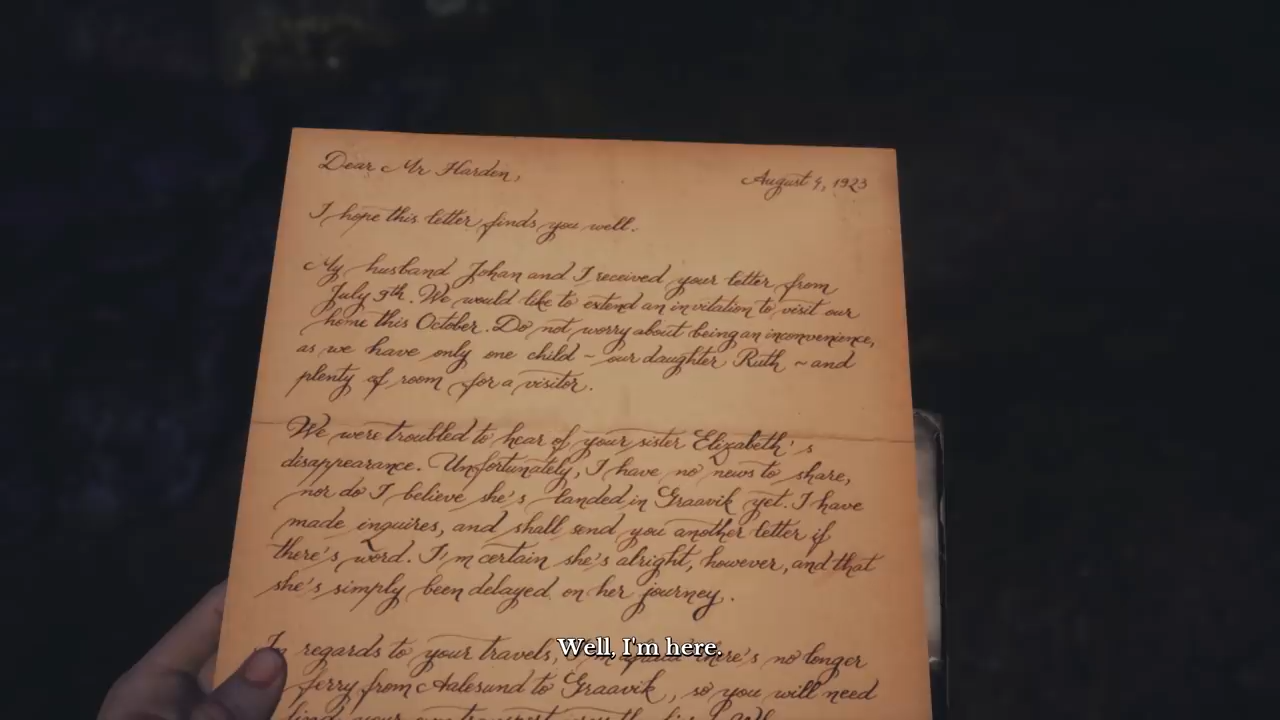 Dear Mr Harden,
August 4, 1923
I hope this letter finds you well.
My husband Johan and I received your letter from
July 9th. We would like to extend an invitation to visit our
home this October. Do not worry about being an inconvenience,
as we have only one child ~ our daughter Ruth ~ and
plenty of room for a visitor.
We were troubled to hear of your sister Elizabeth's
disappearance. Unfortunately, I have no news to share,
nor do I believe she's landed in Graavik yet. I have
made inquires, and shall send you another letter if
there's word. I'm certain she's alright, however, and that
she's simply been delayed on her journey.
In regards to your travels, I'm afraid there's no longer
Well, I'm here.
ferry from Aalesund to Graavik, so you will need
find your own transport